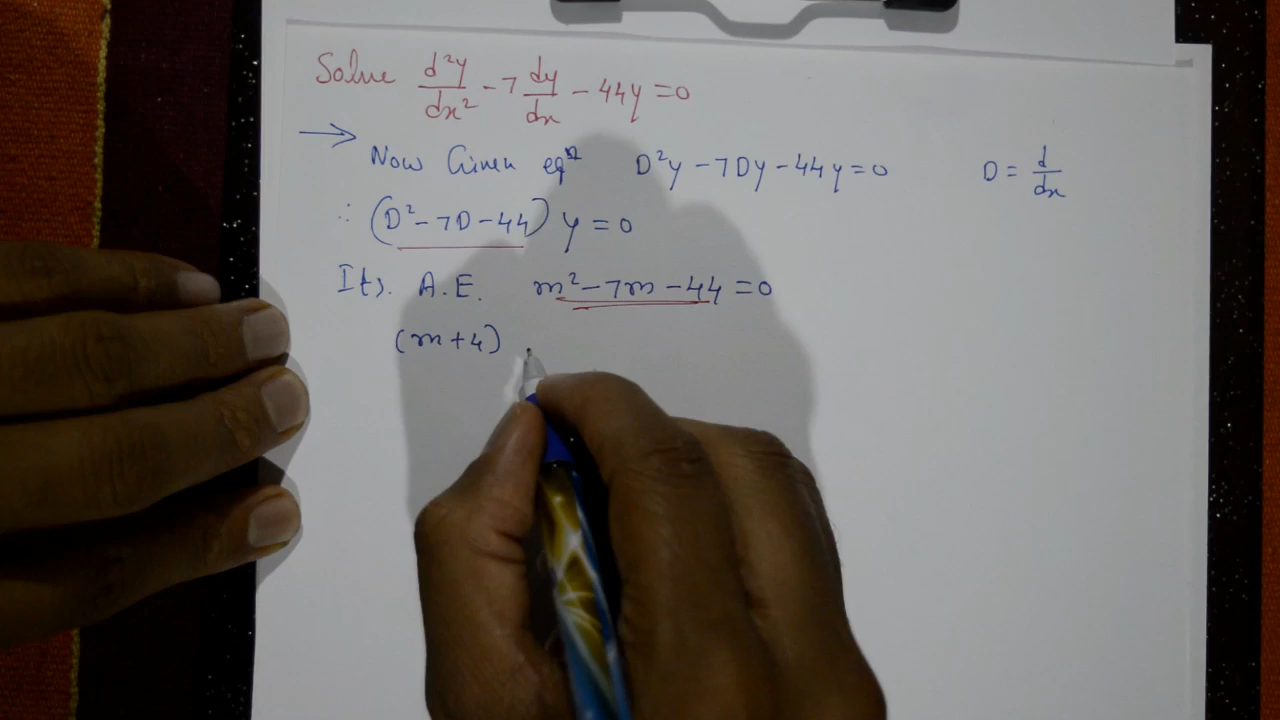 Solve d²y/dx² - 7 dy/dx - 44y = 0
→ Now Given eqⁿ D²y - 7Dy - 44y = 0 D = d/dx
∴ (D² - 7D - 44) y = 0
Its. A.E. m² - 7m - 44 = 0
(m + 4)